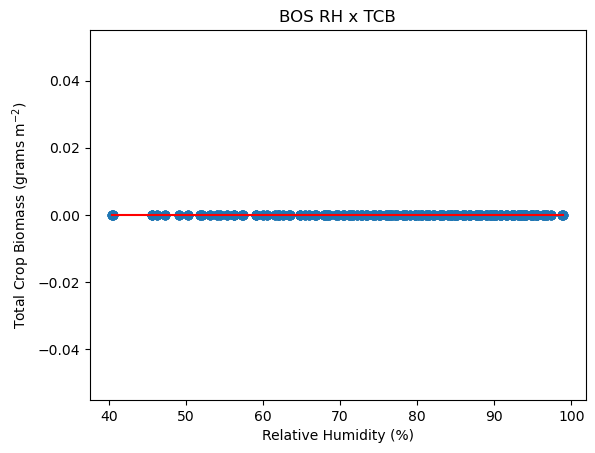 BOS RH x TCB
Total Crop Biomass (grams m⁻²)
0.04
0.02
0.00
−0.02
−0.04
40 50 60 70 80 90 100
Relative Humidity (%)